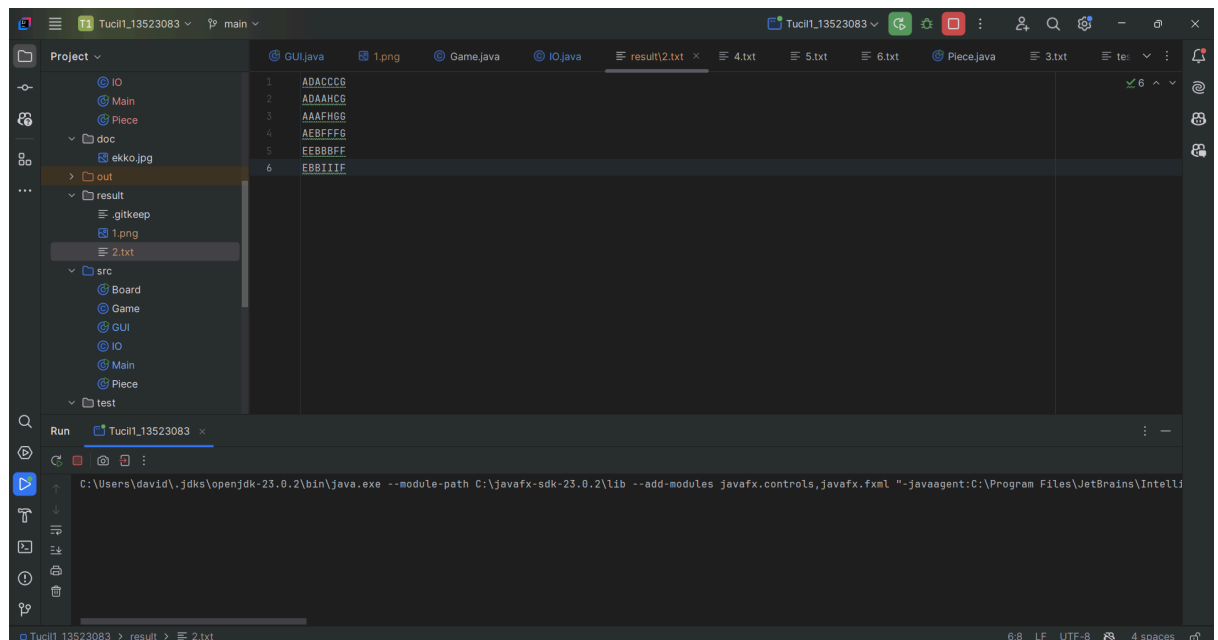 T1 Tucil1_13523083 main Tucil1_13523083
Project GUI.java 1.png Game.java IO.java result\2.txt 4.txt 5.txt 6.txt Piece.java 3.txt
IO
Main
Piece
doc
ekko.jpg
out
result
.gitkeep
1.png
2.txt
src
Board
Game
GUI
IO
Main
Piece
test
1 ADACCCG
2 ADAAHCG
3 AAAFHGG
4 AEBFFFG
5 EEBBBFF
6 EBBIIIF
6
Run Tucil1_13523083
C:\Users\david\.jdks\openjdk-23.0.2\bin\java.exe --module-path C:\javafx-sdk-23.0.2\lib --add-modules javafx.controls,javafx.fxml "-javaagent:C:\Program Files\JetBrains\Intelli
Tucil1_13523083 > result > 2.txt 6:8 LF UTF-8 4 spaces